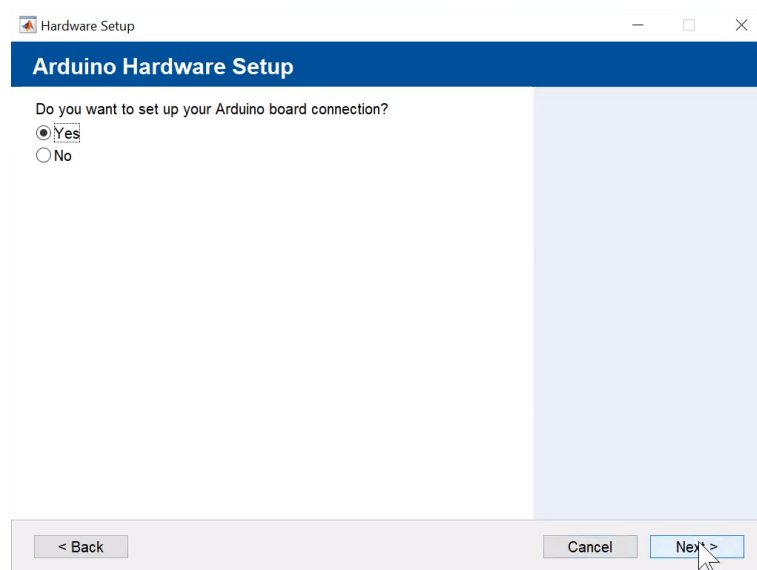 Hardware Setup
Arduino Hardware Setup
Do you want to set up your Arduino board connection?
Yes
No
< Back
Cancel
Next >